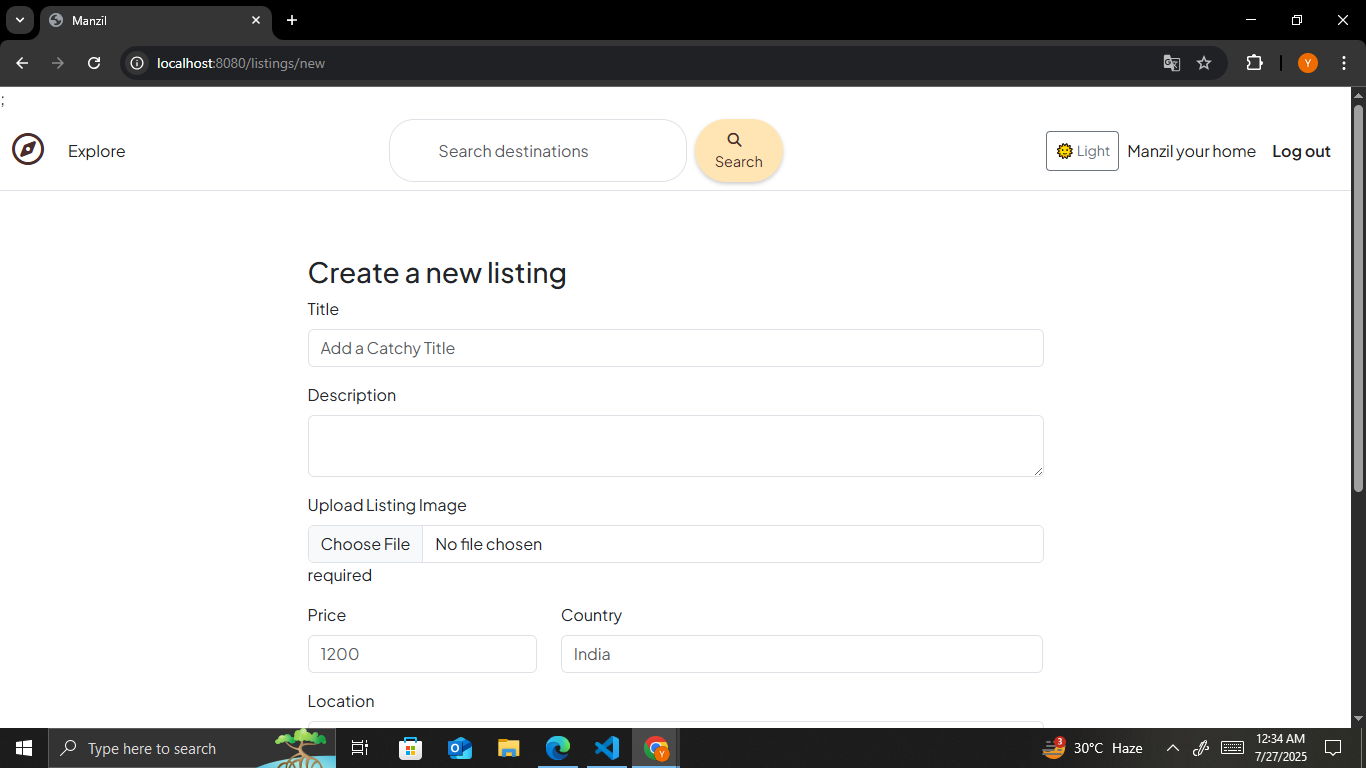 Manzil
localhost:8080/listings/new
;
Explore
Search destinations
Search
Light
Manzil your home
Log out
Create a new listing
Title
Add a Catchy Title
Description
Upload Listing Image
Choose File
No file chosen
required
Price
Country
1200
India
Location
Type here to search
3
30°C Haze
12:34 AM
7/27/2025
Y